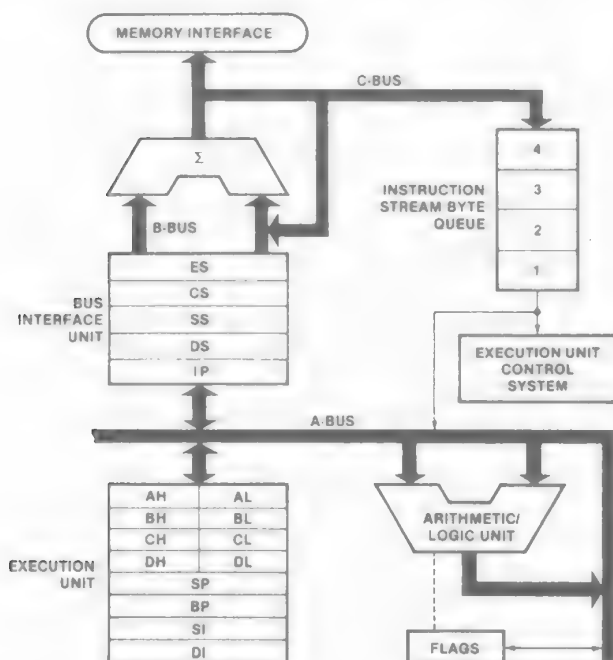 MEMORY INTERFACE
C-BUS
Σ
B-BUS
INSTRUCTION
STREAM BYTE
QUEUE
4
3
2
1
BUS
INTERFACE
UNIT
ES
CS
SS
DS
IP
EXECUTION UNIT
CONTROL
SYSTEM
A-BUS
EXECUTION
UNIT
AH AL
BH BL
CH CL
DH DL
SP
BP
SI
DI
ARITHMETIC/
LOGIC UNIT
FLAGS